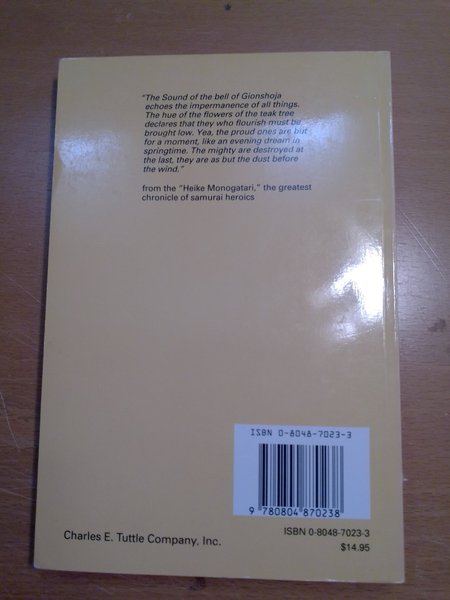 "The Sound of the bell of Gionshoja
echoes the impermanence of all things.
The hue of the flowers of the teak tree
declares that they who flourish must be
brought low. Yea, the proud ones are but
for a moment, like an evening dream in
springtime. The mighty are destroyed at
the last, they are as but the dust before
the wind."
from the "Heike Monogatari," the greatest
chronicle of samurai heroics
ISBN 0-8048-7023-3
9 780804 870238
Charles E. Tuttle Company, Inc.
ISBN 0-8048-7023-3
$14.95